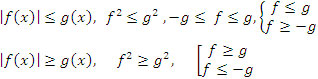 |f(x)| ≤ g(x), f² ≤ g² , −g ≤ f ≤ g, { f ≤ g
f ≥ −g
|f(x)| ≥ g(x), f² ≥ g², [ f ≥ g
f ≤ −g